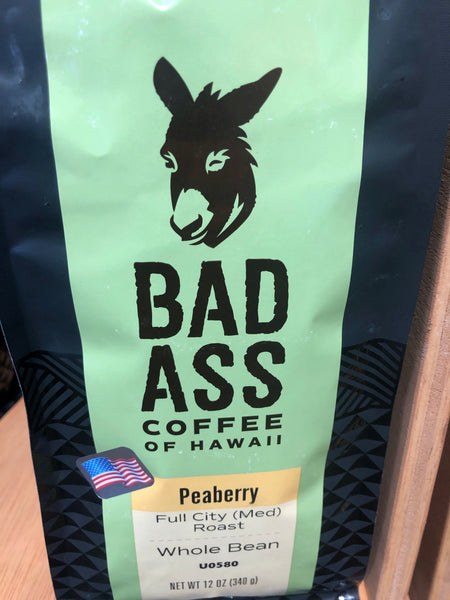 BAD
ASS
COFFEE
OF HAWAII
Peaberry
Full City (Med)
Roast
Whole Bean
U0580
NET WT 12 OZ (340 g)